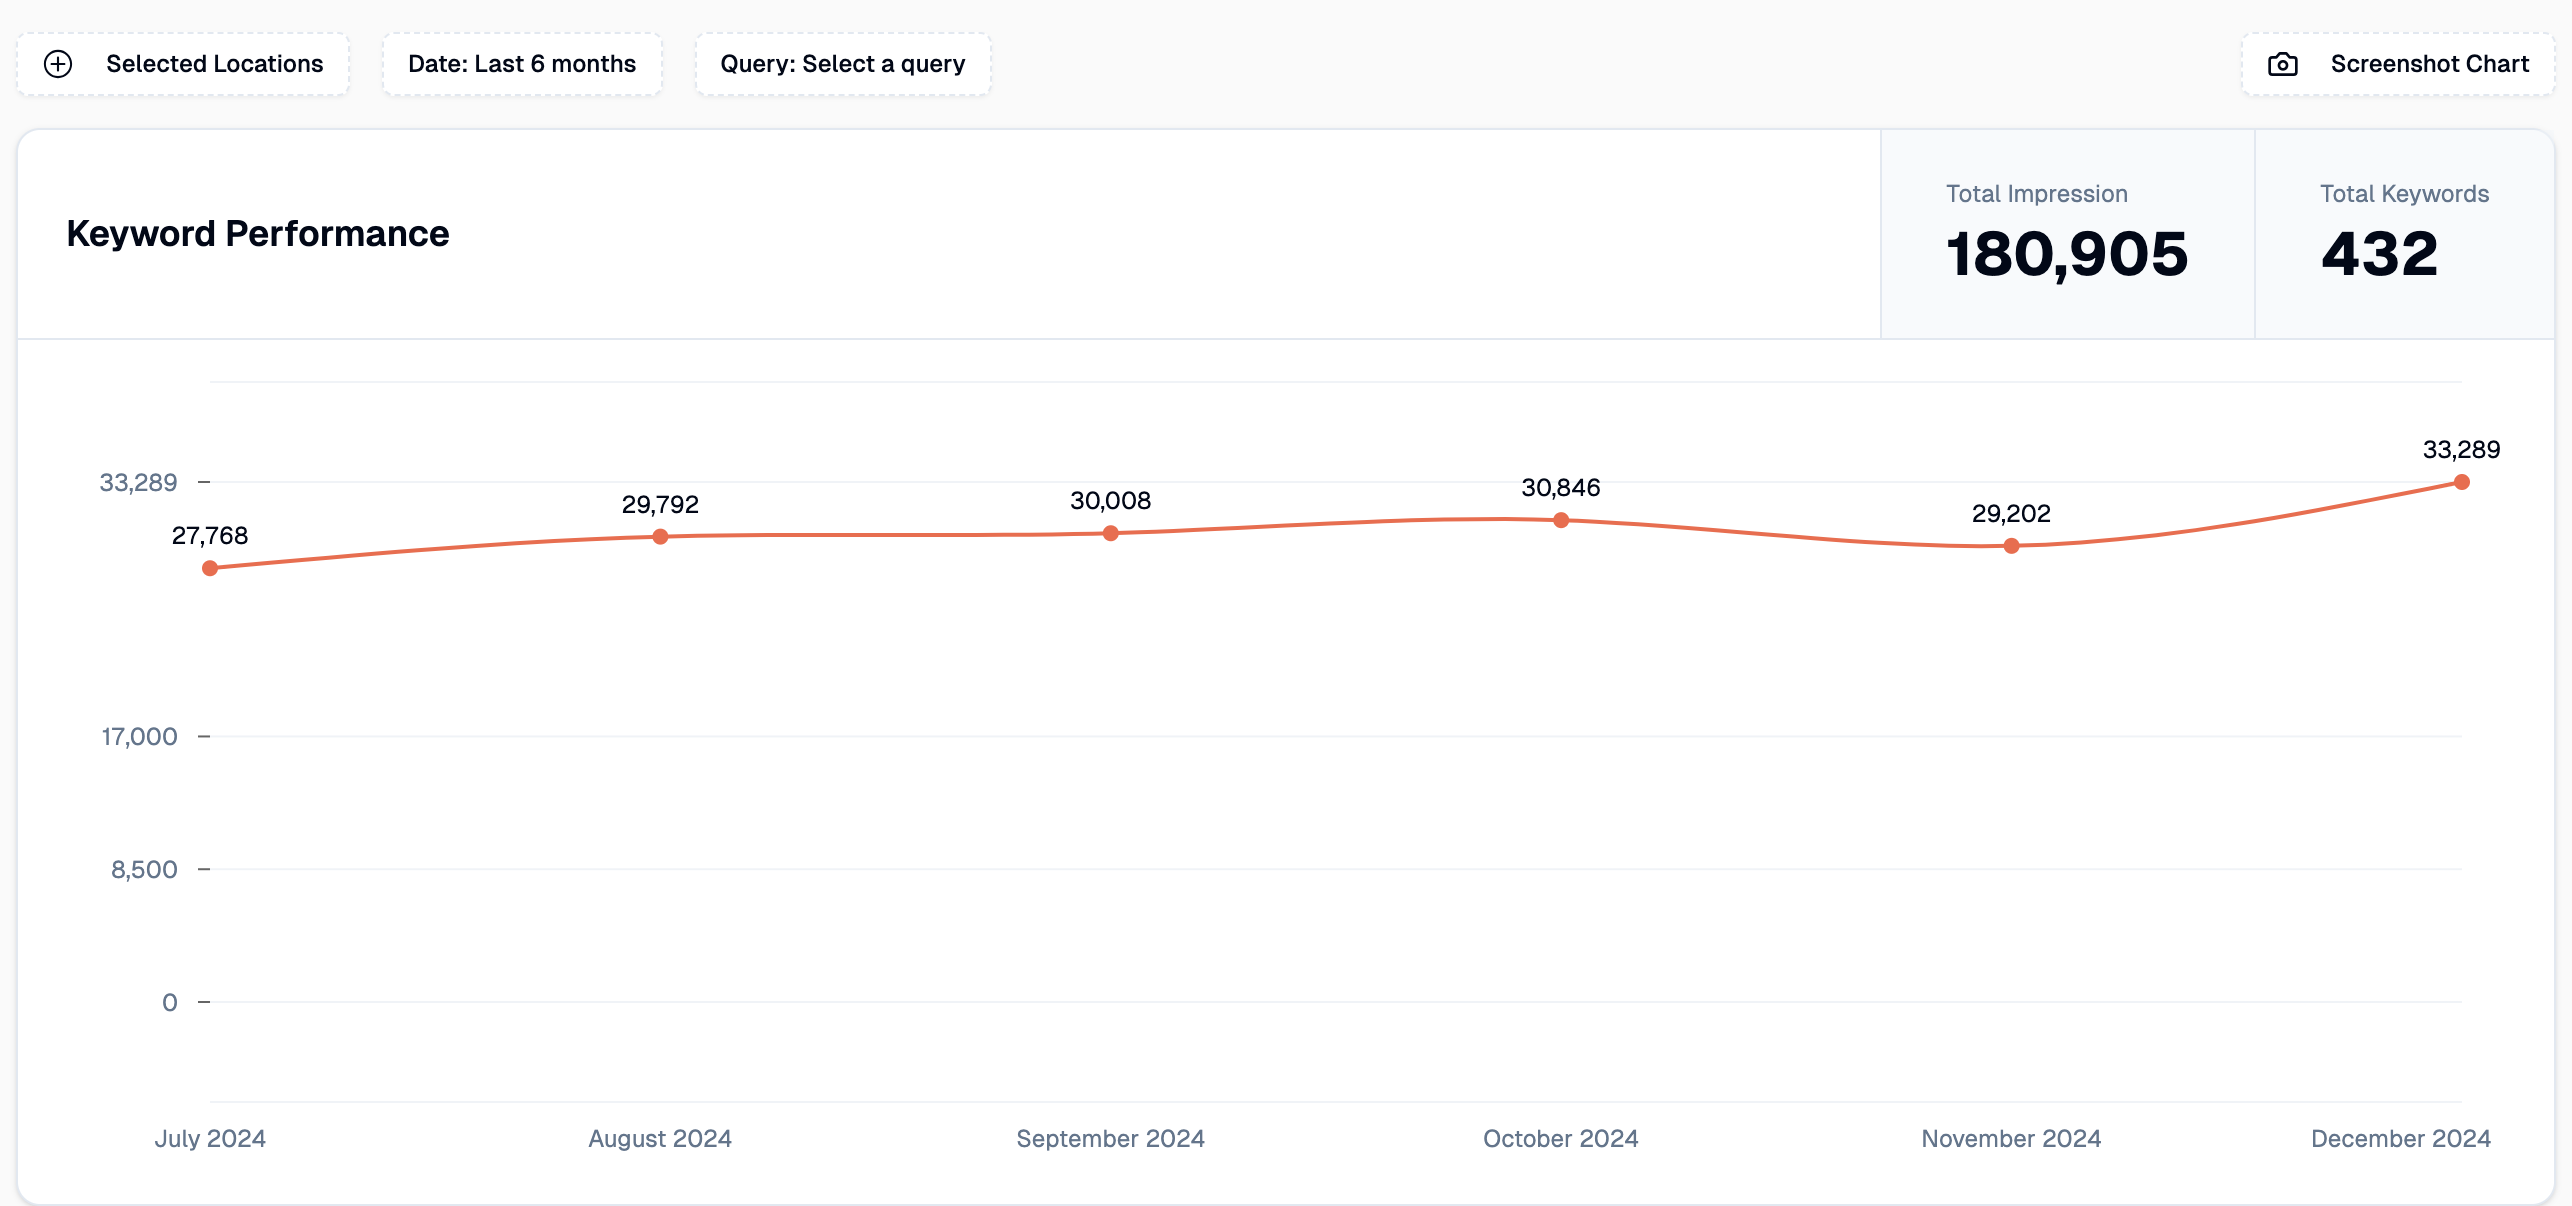 Selected Locations
Date: Last 6 months
Query: Select a query
Screenshot Chart
Keyword Performance
Total Impression
180,905
Total Keywords
432
33,289
17,000
8,500
0
27,768
29,792
30,008
30,846
29,202
33,289
July 2024
August 2024
September 2024
October 2024
November 2024
December 2024